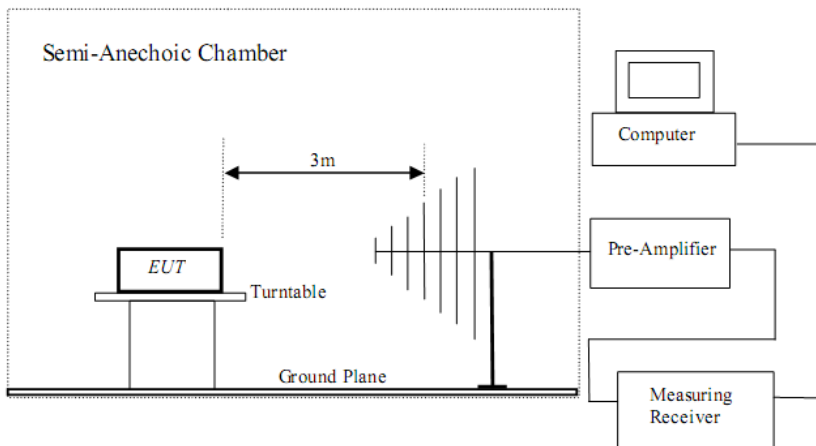 Semi-Anechoic Chamber
Computer
3m
Pre-Amplifier
EUT
Turntable
Ground Plane
Measuring
Receiver